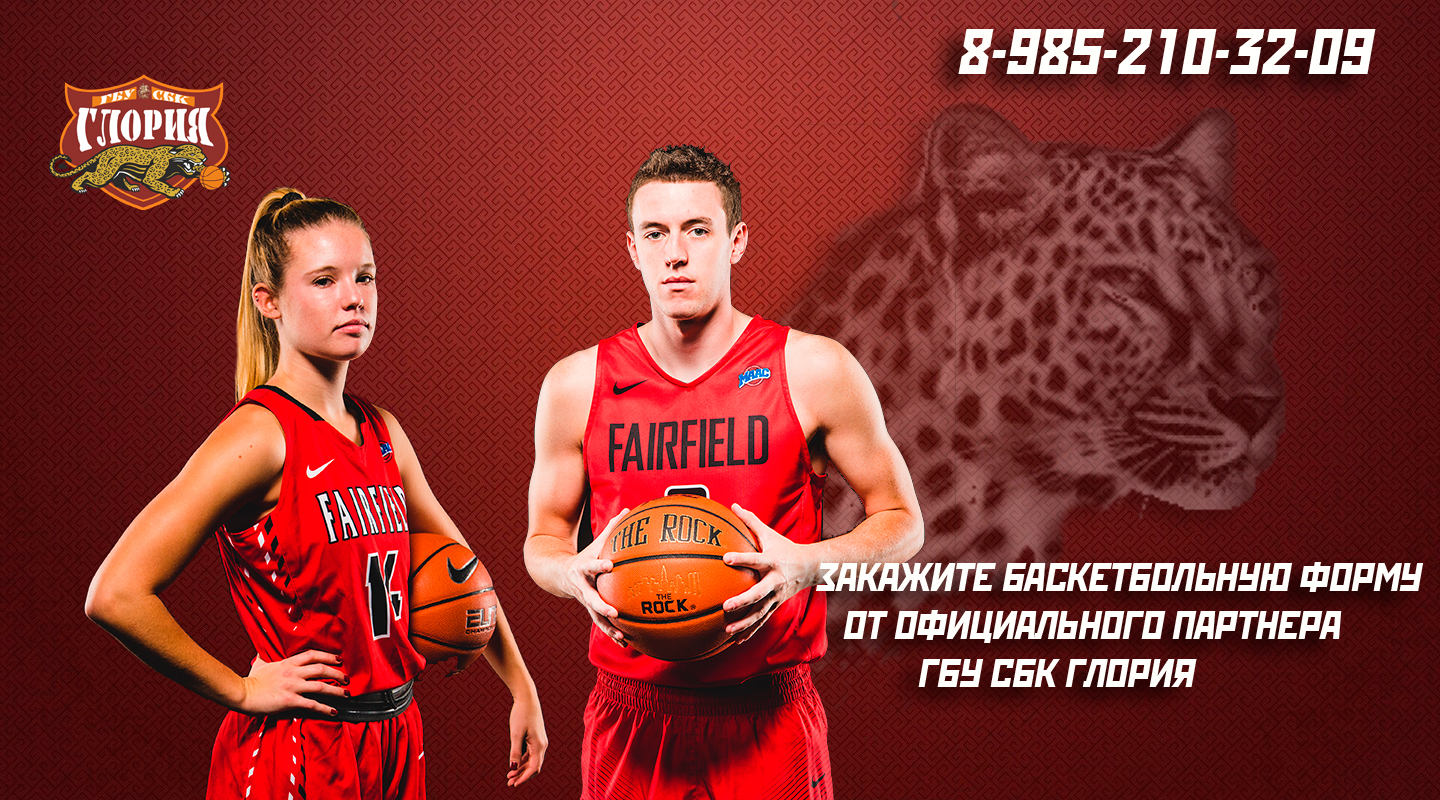 8-985-210-32-09
ГБУ СБК
ГЛОРИЯ
MAAC
FAIRFIELD
FAIRFIELD
THE ROCK
THE
ROCK®
ЗАКАЖИТЕ БАСКЕТБОЛЬНУЮ ФОРМУ
ОТ ОФИЦИАЛЬНОГО ПАРТНЕРА
ГБУ СБК ГЛОРИЯ